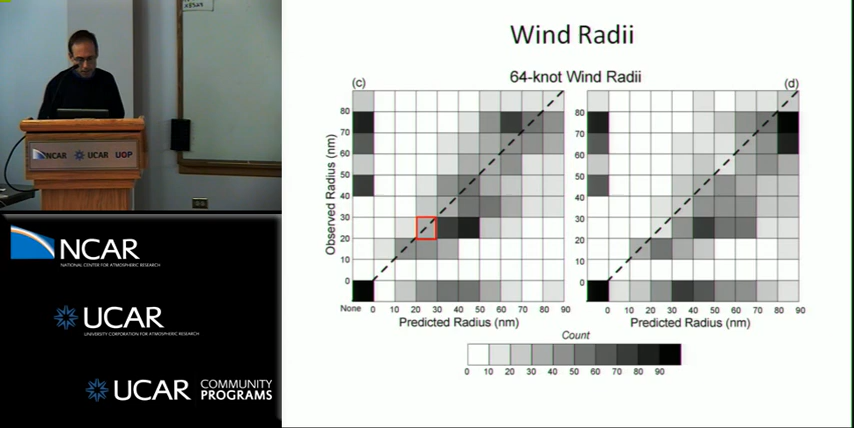 Wind Radii
64-knot Wind Radii
(c)
(d)
Observed Radius (nm)
80
70
60
50
40
30
20
10
0
80
70
60
50
40
30
20
10
0
None 0 10 20 30 40 50 60 70 80 90
0 10 20 30 40 50 60 70 80 90
Predicted Radius (nm)
Predicted Radius (nm)
Count
0 10 20 30 40 50 60 70 80 90
NCAR UCAR UOP
NCAR
NATIONAL CENTER FOR ATMOSPHERIC RESEARCH
UCAR
UNIVERSITY CORPORATION FOR ATMOSPHERIC RESEARCH
UCAR COMMUNITY
PROGRAMS